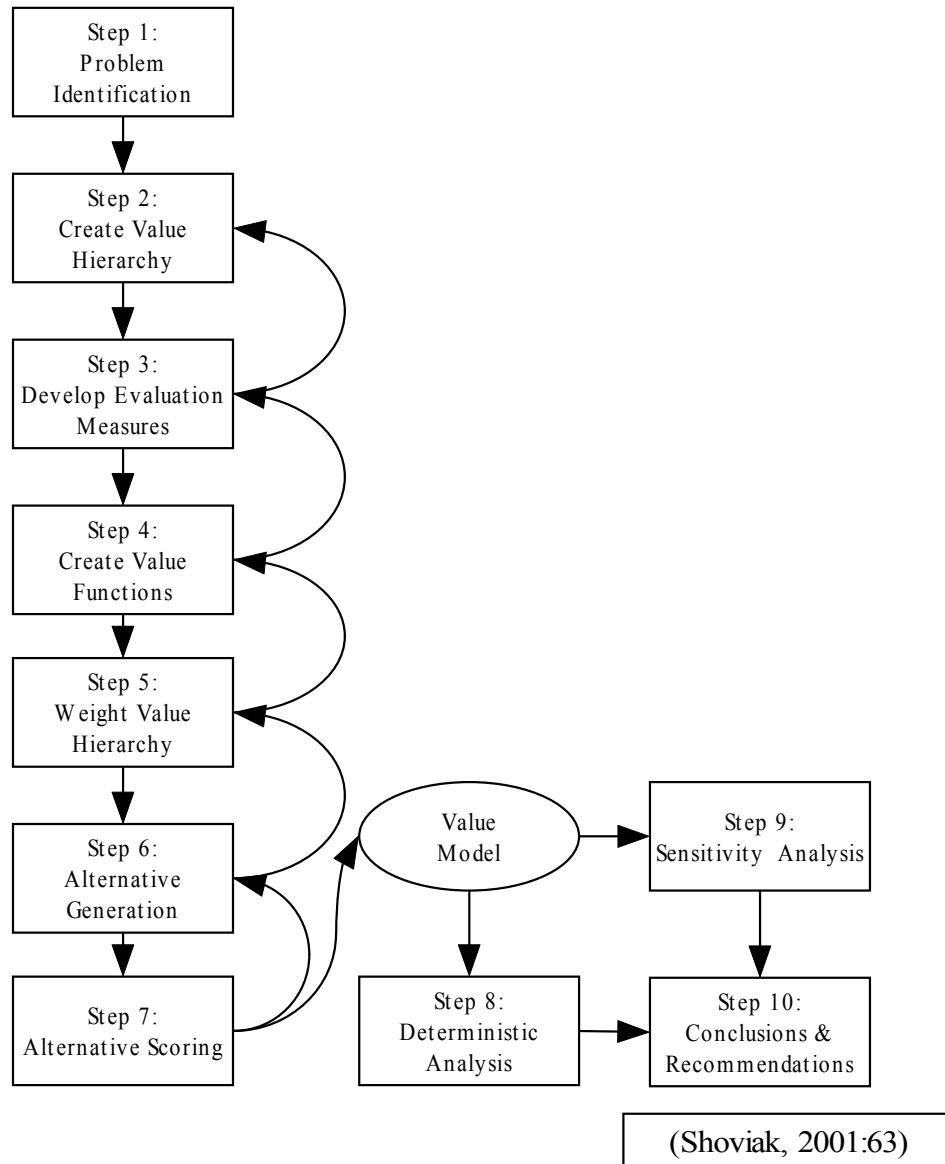 Step 1:
Problem
Identification
Step 2:
Create Value
Hierarchy
Step 3:
Develop Evaluation
Measures
Step 4:
Create Value
Functions
Step 5:
Weight Value
Hierarchy
Step 6:
Alternative
Generation
Step 7:
Alternative Scoring
Value
Model
Step 8:
Deterministic
Analysis
Step 9:
Sensitivity Analysis
Step 10:
Conclusions &
Recommendations
(Shoviak, 2001:63)